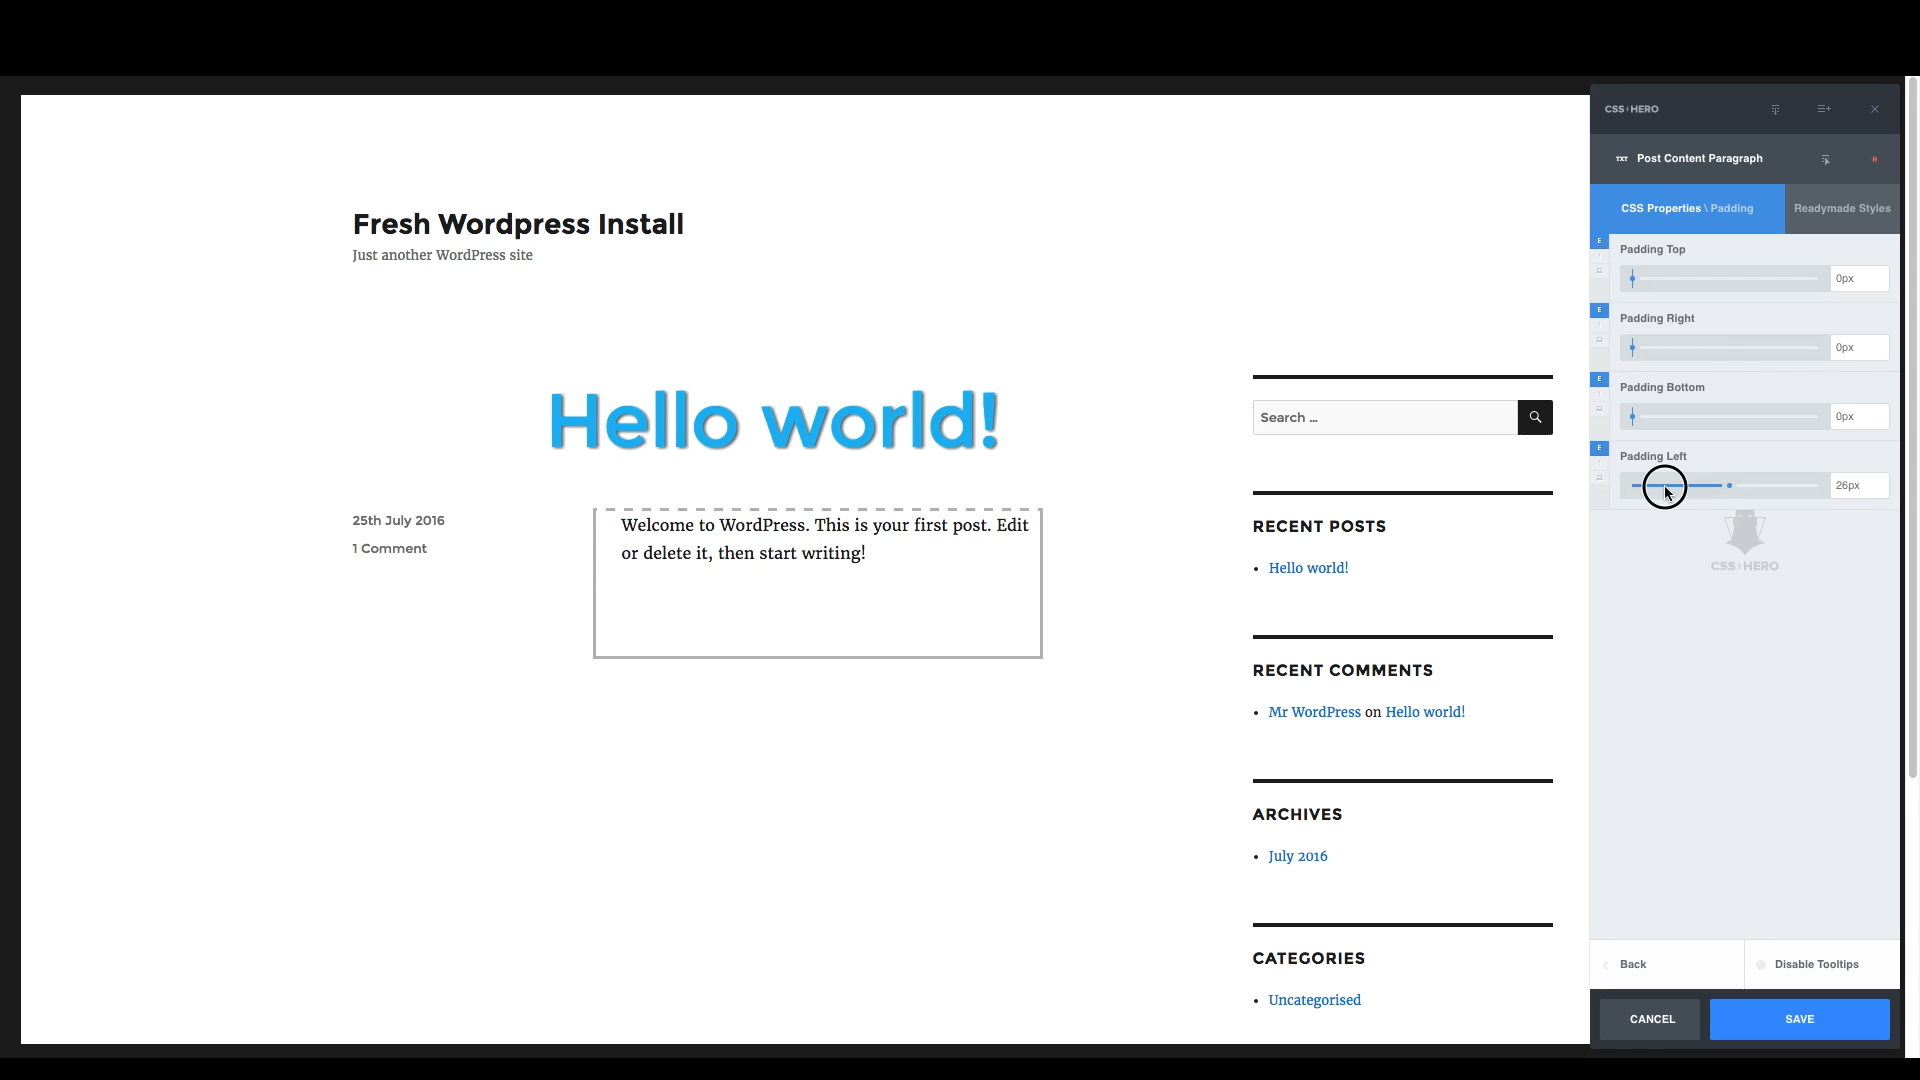 Fresh Wordpress Install
Just another WordPress site
Hello world!
25th July 2016
1 Comment
Welcome to WordPress. This is your first post. Edit
or delete it, then start writing!
Search ...
RECENT POSTS
Hello world!
RECENT COMMENTS
Mr WordPress on Hello world!
ARCHIVES
July 2016
CATEGORIES
Uncategorised
CSS HERO
TXT Post Content Paragraph
R
CSS Properties \ Padding
Readymade Styles
E
Padding Top
0px
E
Padding Right
0px
E
Padding Bottom
0px
E
Padding Left
26px
CSS HERO
Back
Disable Tooltips
CANCEL
SAVE